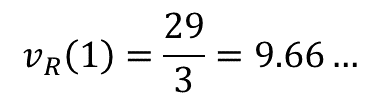 v_R(1) = 29/3 = 9.66 ...